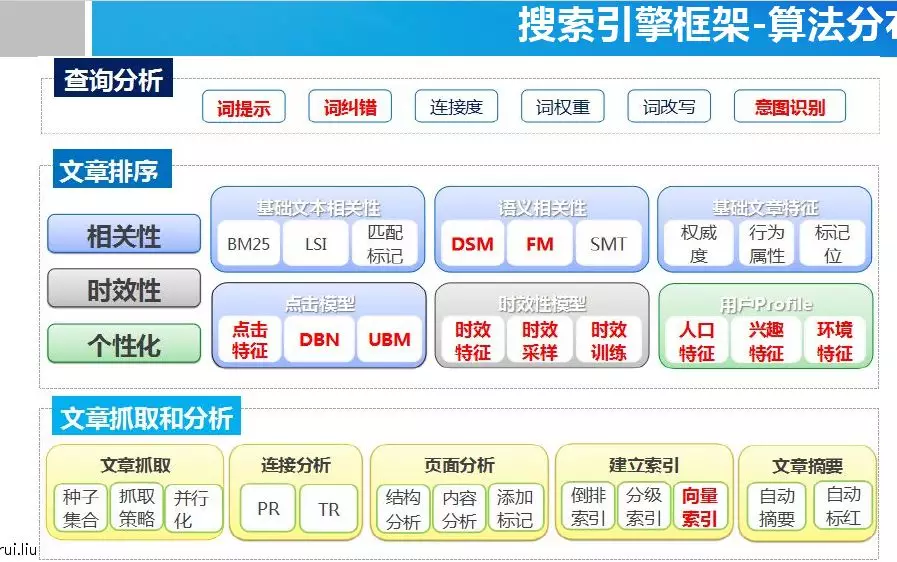 搜索引擎框架-算法分布
查询分析
词提示 词纠错 连接度 词权重 词改写 意图识别
文章排序
相关性
时效性
个性化
基础文本相关性
BM25 LSI 匹配
标记
语义相关性
DSM FM SMT
基础文章特征
权威
度
行为
属性
标记
位
点击模型
点击
特征
DBN UBM
时效性模型
时效
特征
时效
采样
时效
训练
用户Profile
人口
特征
兴趣
特征
环境
特征
文章抓取和分析
文章抓取
种子
集合
抓取
策略
并行
化
连接分析
PR TR
页面分析
结构
分析
内容
分析
添加
标记
建立索引
倒排
索引
分级
索引
向量
索引
文章摘要
自动
摘要
自动
标红
rui.liu